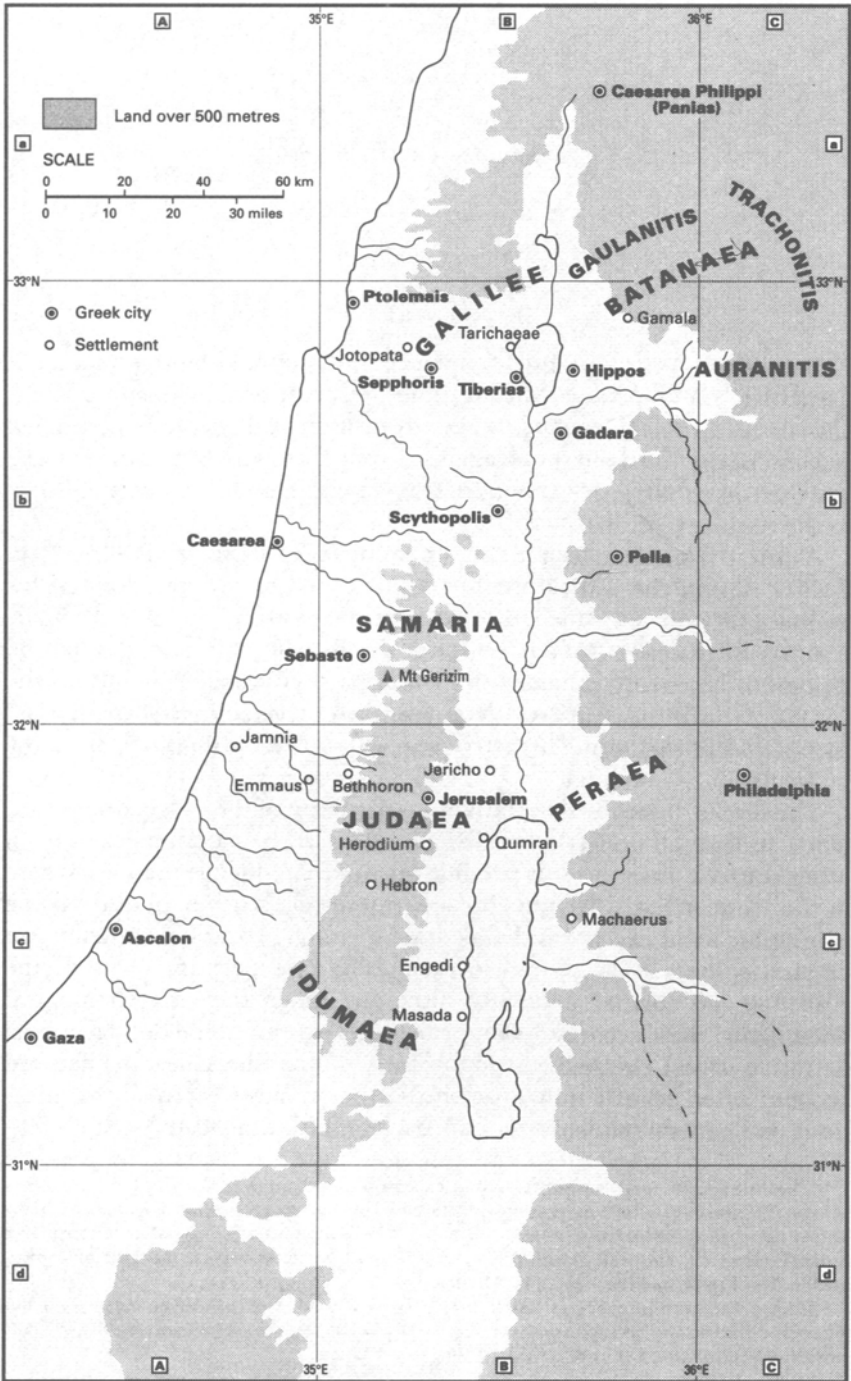 A
35°E
B
36°E
C
Caesarea Philippi
(Panias)
Land over 500 metres
a
a
SCALE
0 20 40 60 km
0 10 20 30 miles
TRACHONITIS
GAULANITIS
BATANAEA
33°N
33°N
Ptolemais
GALILEE
Greek city
Gamala
Settlement
Jotopata
Tarichaeae
Sepphoris
Tiberias
Hippos
AURANITIS
Gadara
b
b
Scythopolis
Caesarea
Pella
SAMARIA
Sebaste
Mt Gerizim
32°N
32°N
Jamnia
Emmaus
Bethhoron
Jericho
PERAEA
Philadelphia
Jerusalem
JUDAEA
Herodium
Qumran
Hebron
Machaerus
c
c
Ascalon
Engedi
IDUMAEA
Masada
Gaza
31°N
31°N
d
d
A
35°E
B
36°E
C